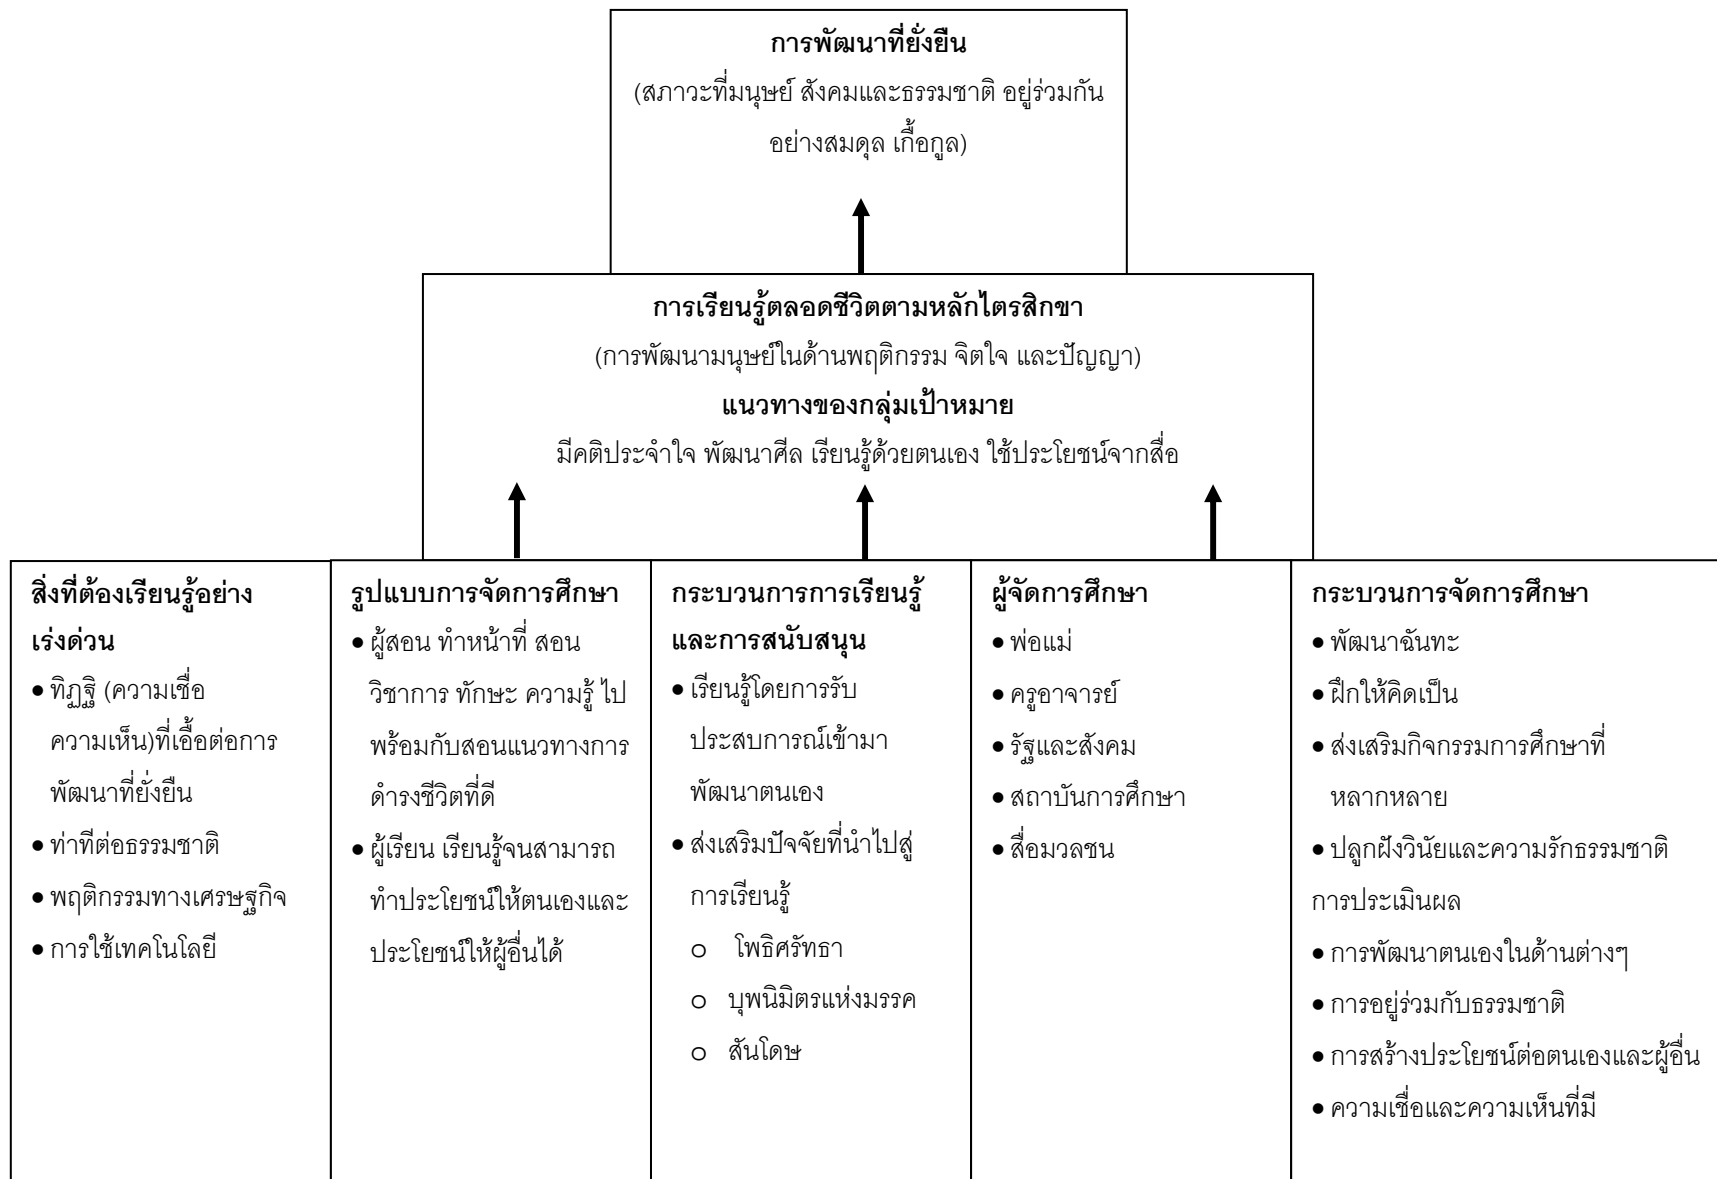 การพัฒนาที่ยั่งยืน
(สภาวะที่มนุษย์ สังคมและธรรมชาติ อยู่ร่วมกัน
อย่างสมดุล เกื้อกูล)
การเรียนรู้ตลอดชีวิตตามหลักไตรสิกขา
(การพัฒนามนุษย์ในด้านพฤติกรรม จิตใจ และปัญญา)
แนวทางของกลุ่มเป้าหมาย
มีคติประจำใจ พัฒนาศีล เรียนรู้ด้วยตนเอง ใช้ประโยชน์จากสื่อ
สิ่งที่ต้องเรียนรู้อย่าง
เร่งด่วน
• ทิฏฐิ (ความเชื่อ
ความเห็น)ที่เอื้อต่อการ
พัฒนาที่ยั่งยืน
• ท่าทีต่อธรรมชาติ
• พฤติกรรมทางเศรษฐกิจ
• การใช้เทคโนโลยี
รูปแบบการจัดการศึกษา
• ผู้สอน ทำหน้าที่ สอน
วิชาการ ทักษะ ความรู้ ไป
พร้อมกับสอนแนวทางการ
ดำรงชีวิตที่ดี
• ผู้เรียน เรียนรู้จนสามารถ
ทำประโยชน์ให้ตนเองและ
ประโยชน์ให้ผู้อื่นได้
กระบวนการการเรียนรู้
และการสนับสนุน
• เรียนรู้โดยการรับ
ประสบการณ์เข้ามา
พัฒนาตนเอง
• ส่งเสริมปัจจัยที่นำไปสู่
การเรียนรู้
o โพธิศรัทธา
o บุพนิมิตรแห่งมรรค
o สันโดษ
ผู้จัดการศึกษา
• พ่อแม่
• ครูอาจารย์
• รัฐและสังคม
• สถาบันการศึกษา
• สื่อมวลชน
กระบวนการจัดการศึกษา
• พัฒนาฉันทะ
• ฝึกให้คิดเป็น
• ส่งเสริมกิจกรรมการศึกษาที่
หลากหลาย
• ปลูกฝังวินัยและความรักธรรมชาติ
การประเมินผล
• การพัฒนาตนเองในด้านต่างๆ
• การอยู่ร่วมกับธรรมชาติ
• การสร้างประโยชน์ต่อตนเองและผู้อื่น
• ความเชื่อและความเห็นที่มี